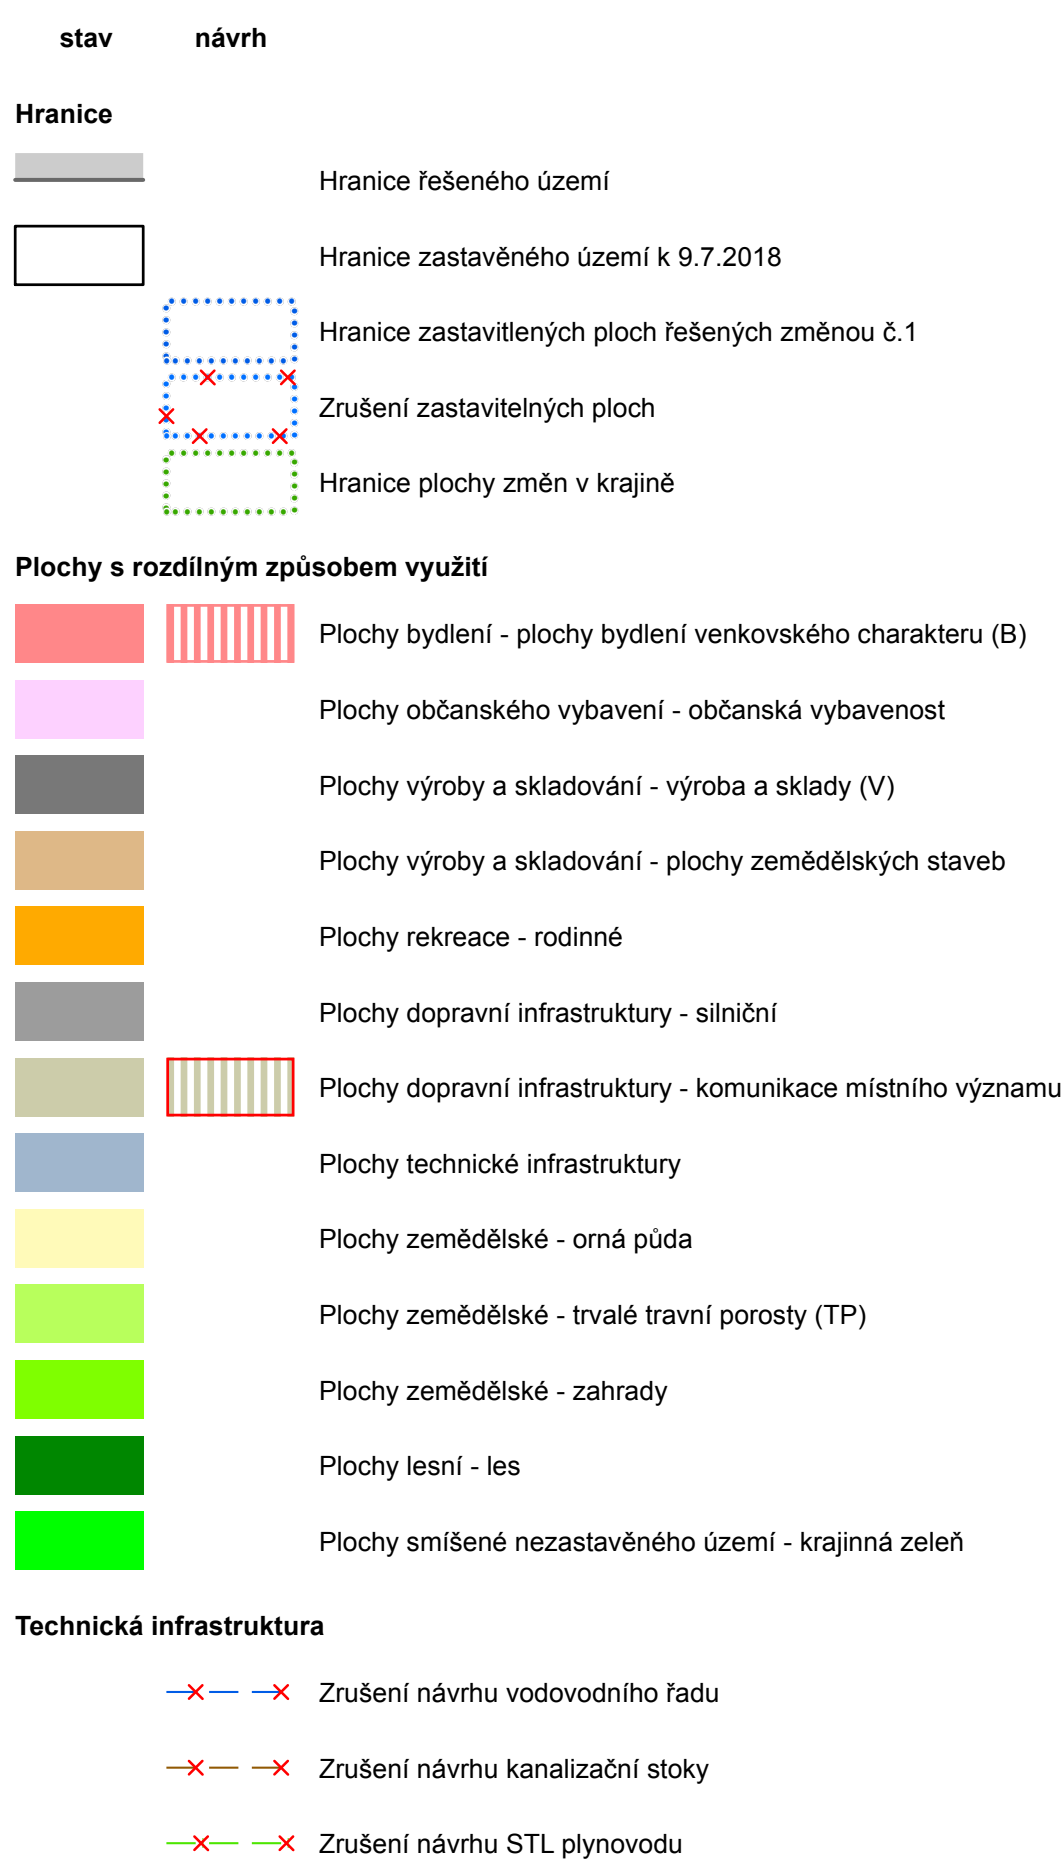 stav návrh
Hranice
Hranice řešeného území
Hranice zastavěného území k 9.7.2018
Hranice zastavitlených ploch řešených změnou č.1
Zrušení zastavitelných ploch
Hranice plochy změn v krajině
Plochy s rozdílným způsobem využití
Plochy bydlení - plochy bydlení venkovského charakteru (B)
Plochy občanského vybavení - občanská vybavenost
Plochy výroby a skladování - výroba a sklady (V)
Plochy výroby a skladování - plochy zemědělských staveb
Plochy rekreace - rodinné
Plochy dopravní infrastruktury - silniční
Plochy dopravní infrastruktury - komunikace místního významu
Plochy technické infrastruktury
Plochy zemědělské - orná půda
Plochy zemědělské - trvalé travní porosty (TP)
Plochy zemědělské - zahrady
Plochy lesní - les
Plochy smíšené nezastavěného území - krajinná zeleň
Technická infrastruktura
Zrušení návrhu vodovodního řadu
Zrušení návrhu kanalizační stoky
Zrušení návrhu STL plynovodu